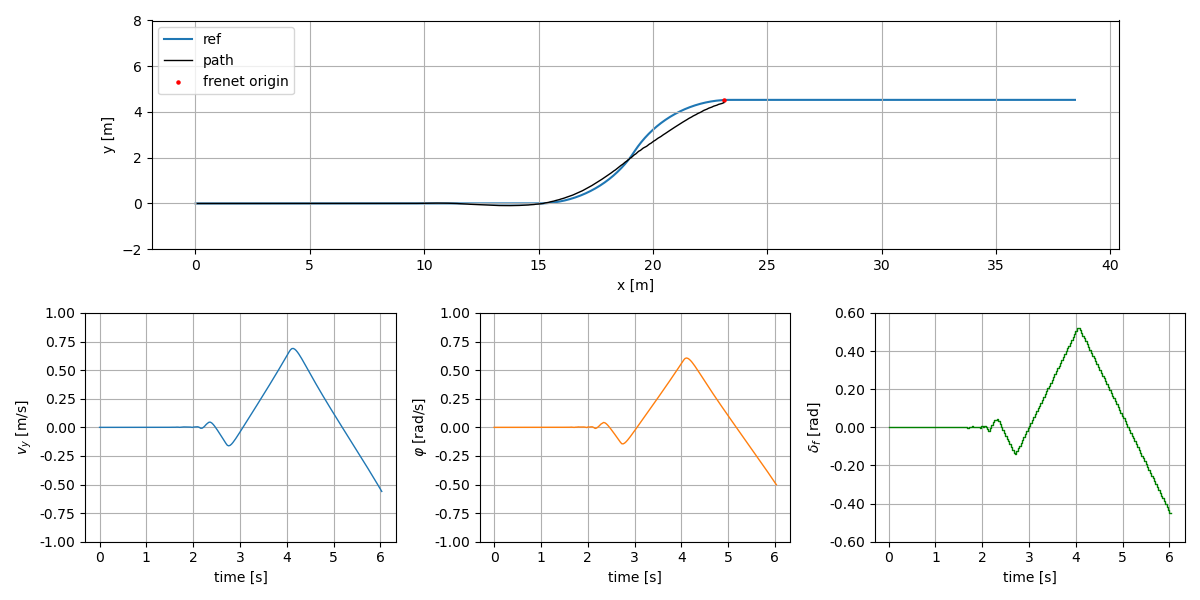 8
6
4
2
0
−2
y [m]
ref
path
frenet origin
0 5 10 15 20 25 30 35 40
x [m]
1.00
0.75
0.50
0.25
0.00
-0.25
-0.50
-0.75
-1.00
v_y [m/s]
0 1 2 3 4 5 6
time [s]
1.00
0.75
0.50
0.25
0.00
-0.25
-0.50
-0.75
-1.00
φ [rad/s]
0 1 2 3 4 5 6
time [s]
0.60
0.40
0.20
0.00
-0.20
-0.40
-0.60
δ_f [rad]
0 1 2 3 4 5 6
time [s]